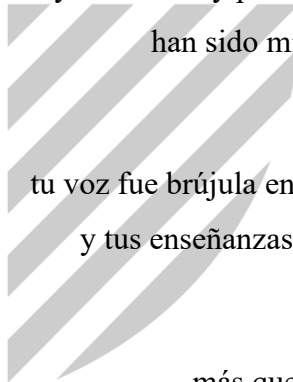 han sido
tu voz fue brújula en
y tus enseñanzas
más que